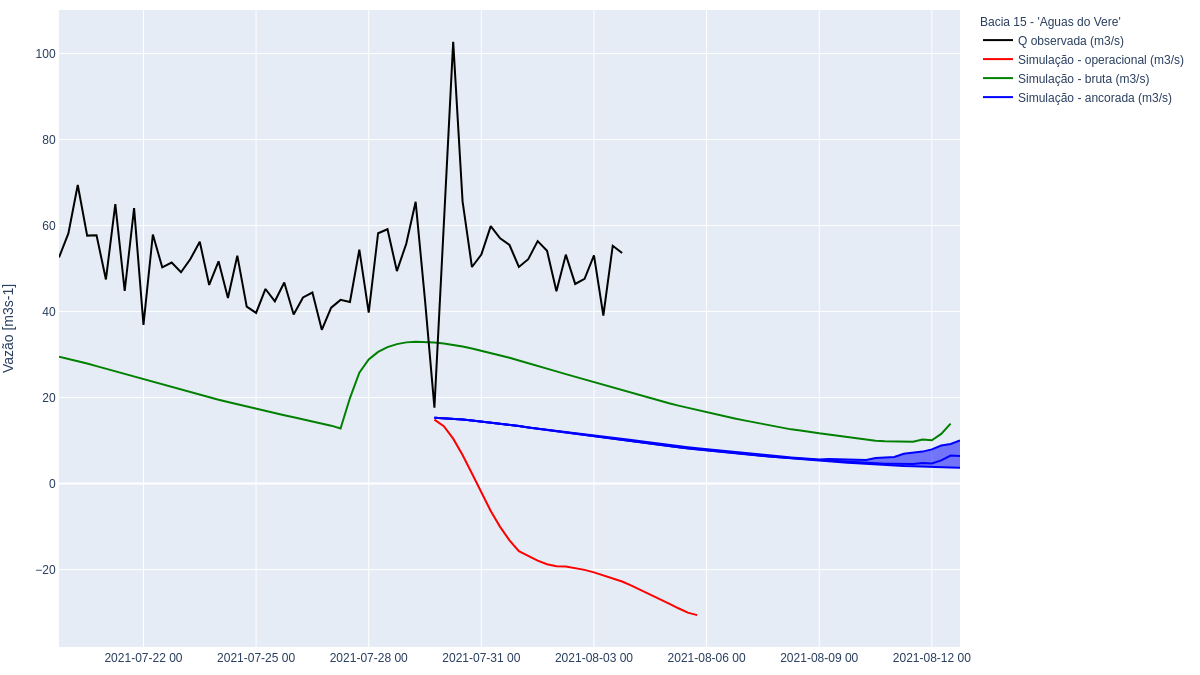 Bacia 15 - 'Aguas do Vere'
Q observada (m3/s)
Simulação - operacional (m3/s)
Simulação - bruta (m3/s)
Simulação - ancorada (m3/s)
Vazão [m3s-1]
100
80
60
40
20
0
−20
2021-07-22 00
2021-07-25 00
2021-07-28 00
2021-07-31 00
2021-08-03 00
2021-08-06 00
2021-08-09 00
2021-08-12 00